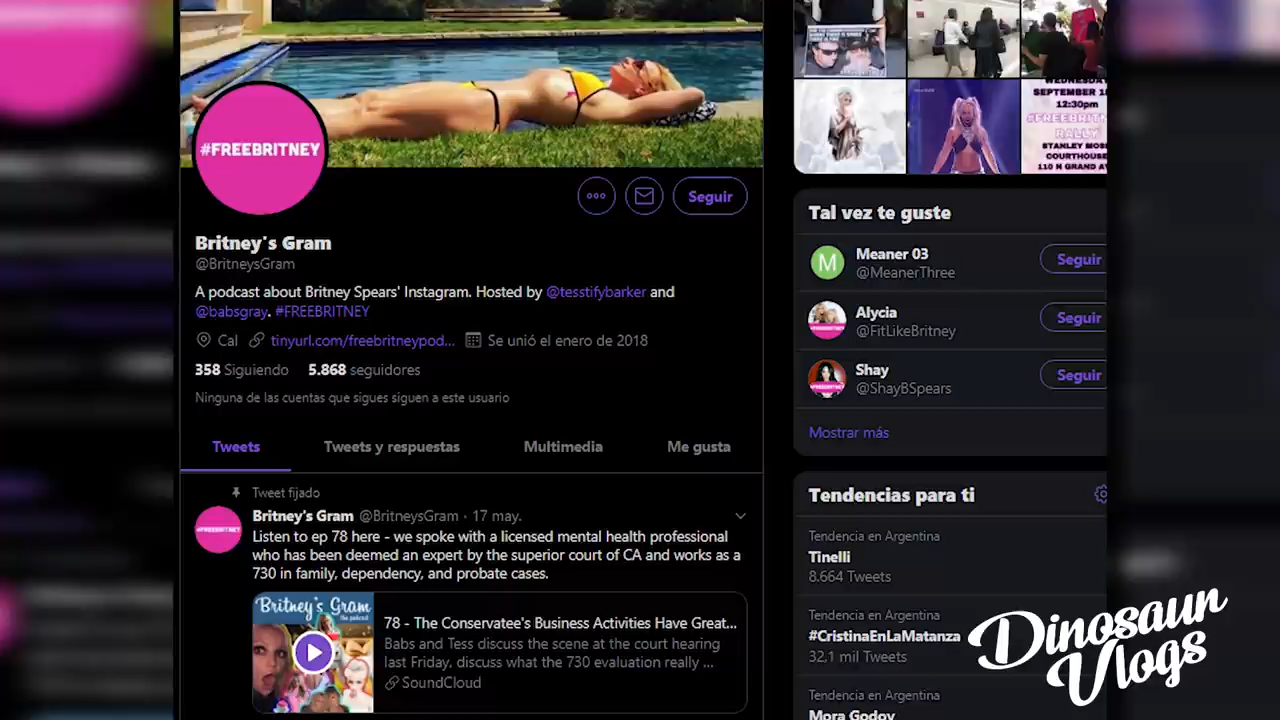 #FREEBRITNEY
Seguir
Britney's Gram
@BritneysGram
A podcast about Britney Spears' Instagram. Hosted by @tesstifybarker and
@babsgray. #FREEBRITNEY
Cal tinyurl.com/freebritneypod... Se unió el enero de 2018
358 Siguiendo 5.868 seguidores
Ninguna de las cuentas que sigues siguen a este usuario
Tweets Tweets y respuestas Multimedia Me gusta
Tweet fijado
#FREEBRITNEY
Britney's Gram @BritneysGram · 17 may.
Listen to ep 78 here - we spoke with a licensed mental health professional
who has been deemed an expert by the superior court of CA and works as a
730 in family, dependency, and probate cases.
Britney's Gram
the podcast
78 - The Conservatee's Business Activities Have Great...
Babs and Tess discuss the scene at the court hearing
last Friday, discuss what the 730 evaluation really ...
SoundCloud
SEPTEMBER
12:30pm
RALLY
COURTHOUSE
110 N GRAND
Tal vez te guste
M
Meaner 03
@MeanerThree
Seguir
Alycia
@FitLikeBritney
Seguir
Shay
@ShayBSpears
Seguir
Mostrar más
Tendencias para ti
Tendencia en Argentina
Tinelli
8.664 Tweets
Tendencia en Argentina
#CristinaEnLaMatanza
32,1 mil Tweets
Tendencia en Argentina
Mora Godoy
Dinosaun
Vlogs